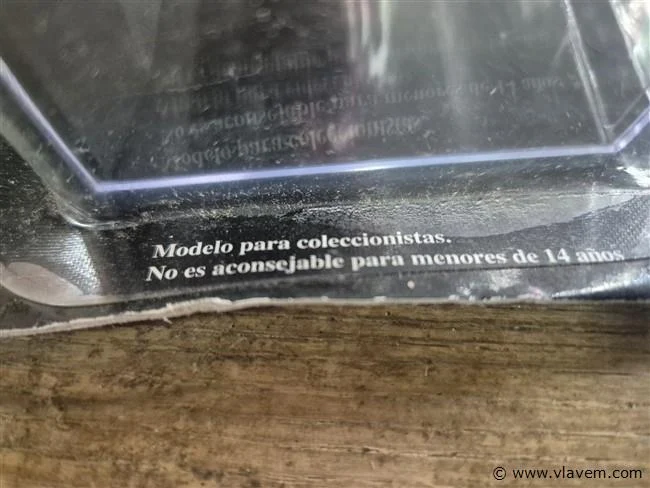 Modelo para coleccionistas.
No es aconsejable para menores de 14 años.
© www.vlavem.com